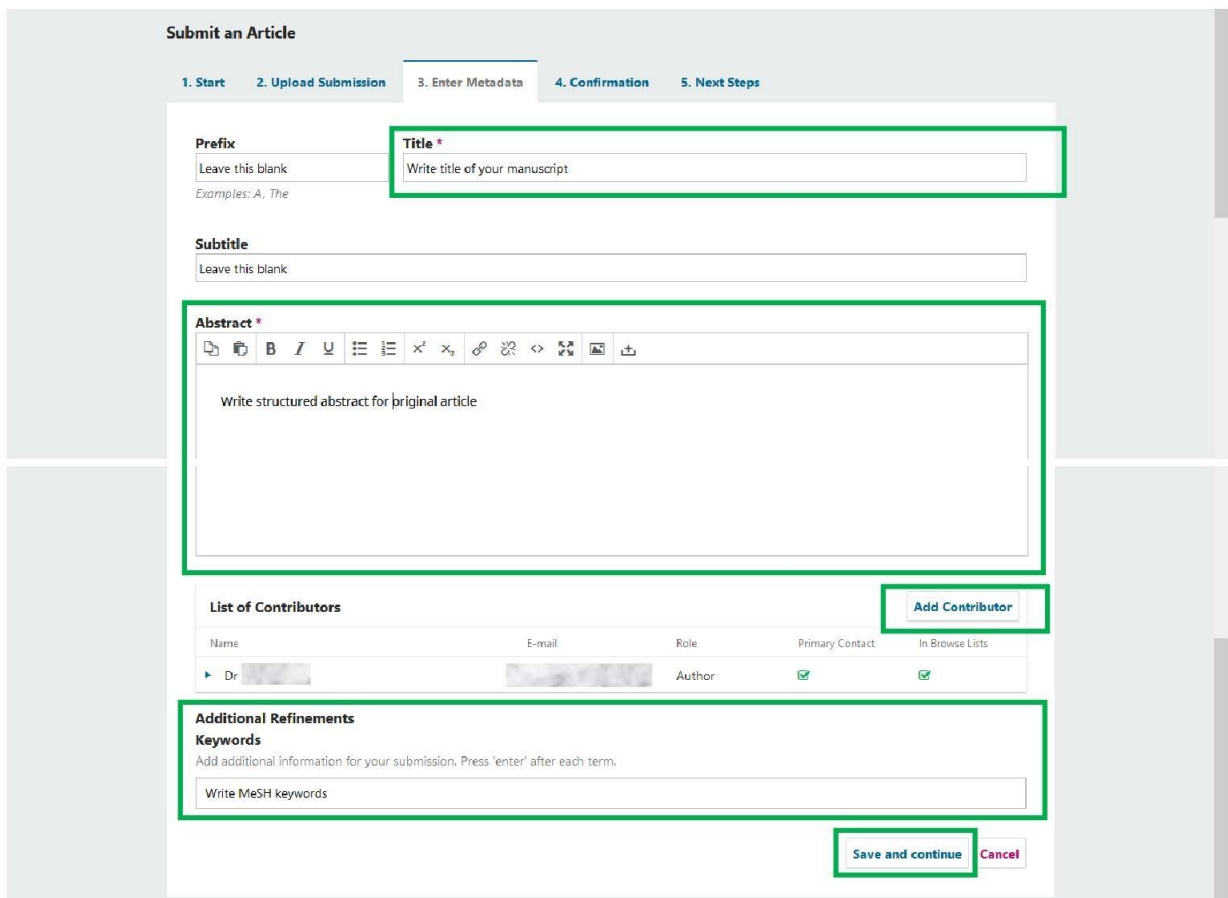 Submit an Article
1. Start 2. Upload Submission 3. Enter Metadata 4. Confirmation 5. Next Steps
Prefix Title *
Leave this blank Write title of your manuscript
Examples: A, The
Subtitle
Leave this blank
Abstract *
B I U x² x₂
Write structured abstract for original article
List of Contributors Add Contributor
Name E-mail Role Primary Contact In Browse Lists
Dr Author
Additional Refinements
Keywords
Add additional information for your submission. Press 'enter' after each term.
Write MeSH keywords
Save and continue Cancel